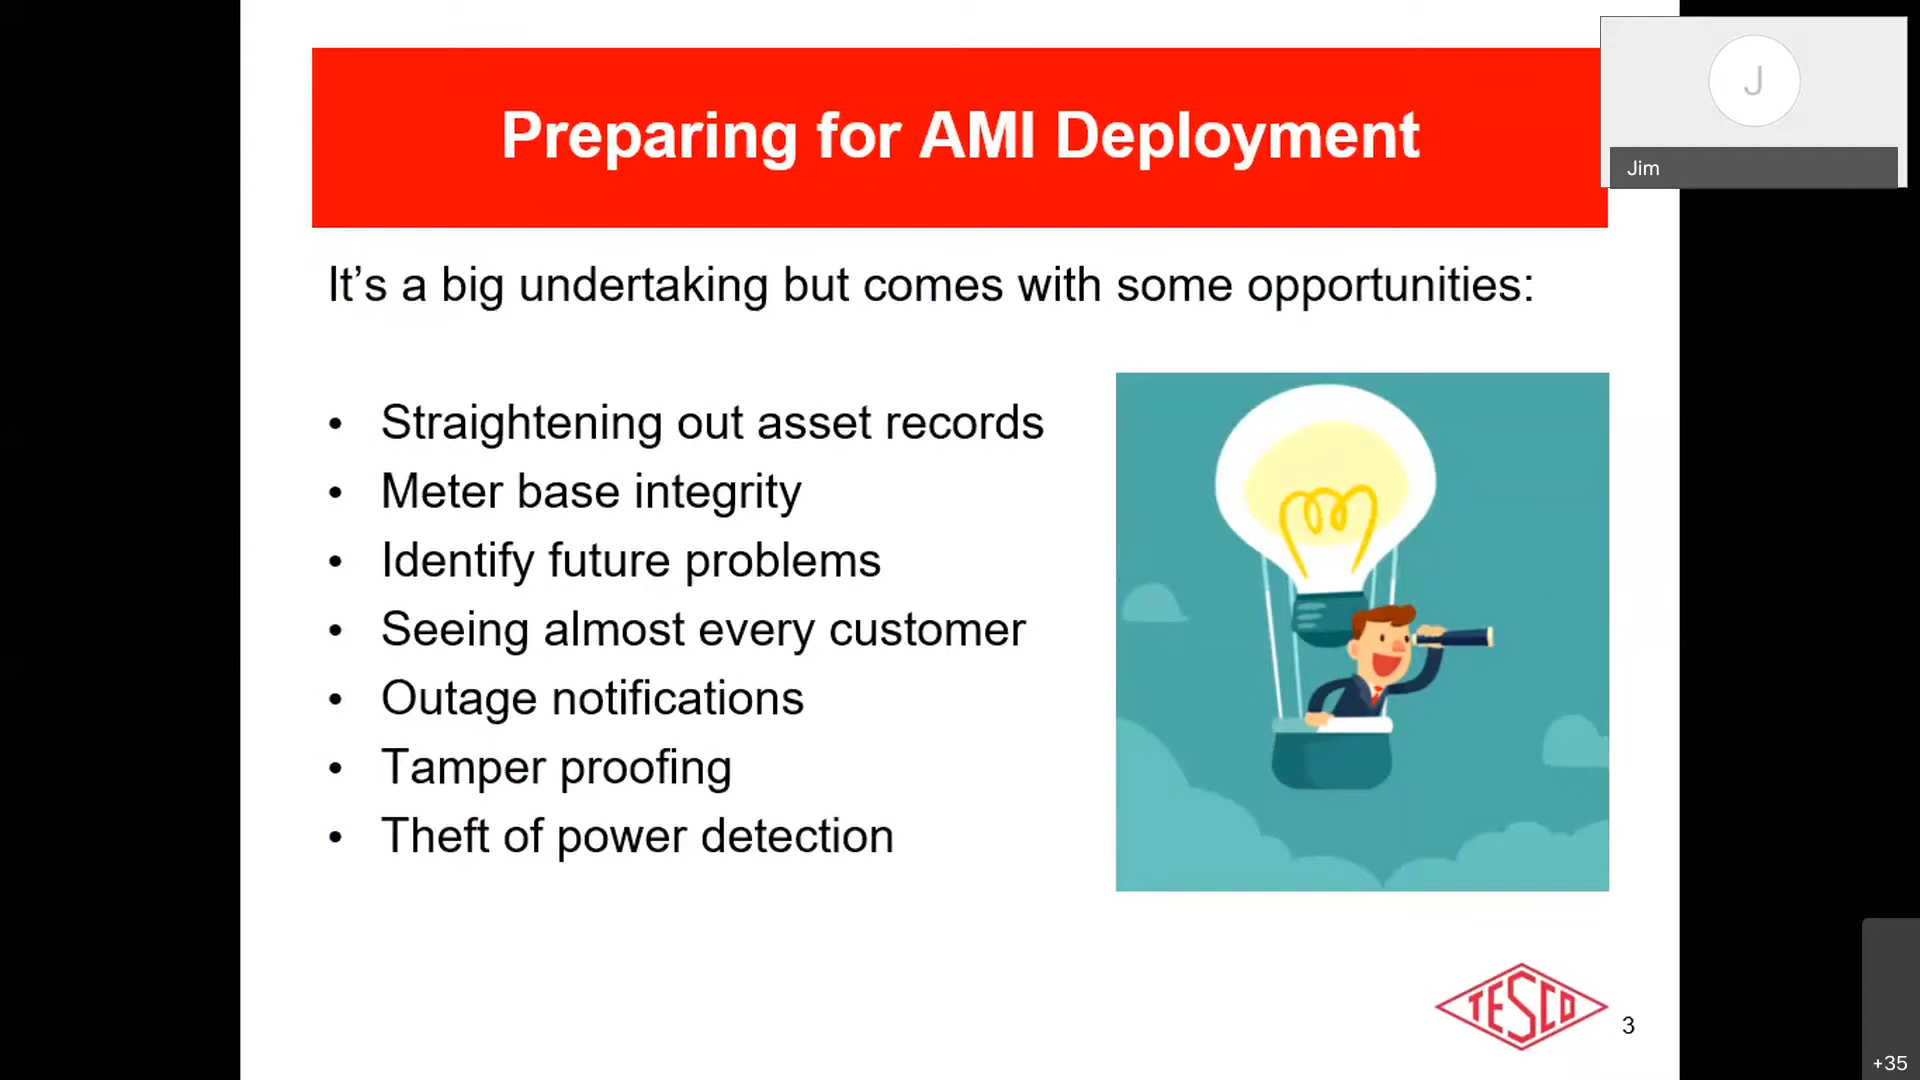 Preparing for AMI Deployment
J
Jim
It’s a big undertaking but comes with some opportunities:
• Straightening out asset records
• Meter base integrity
• Identify future problems
• Seeing almost every customer
• Outage notifications
• Tamper proofing
• Theft of power detection
TESCO
3
+35